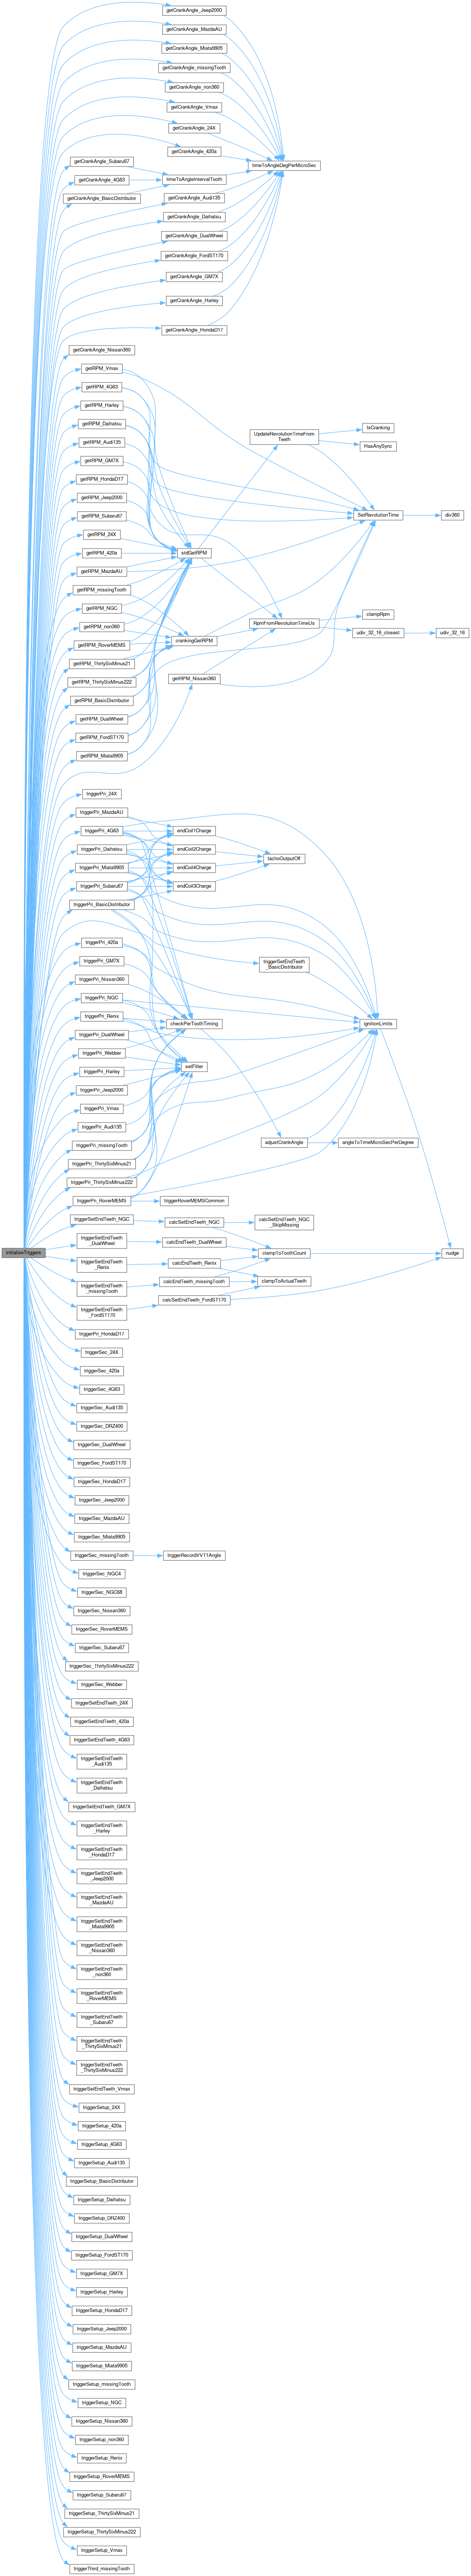 getCrankAngle_Jeep2000
getCrankAngle_MazdaAU
getCrankAngle_Miata9905
getCrankAngle_missingTooth
getCrankAngle_non360
getCrankAngle_Vmax
getCrankAngle_24X
getCrankAngle_420a
getCrankAngle_Subaru67
timeToAngleDegPerMicroSec
getCrankAngle_4G63
timeToAngleIntervalTooth
getCrankAngle_BasicDistributor
getCrankAngle_Audi135
getCrankAngle_Daihatsu
getCrankAngle_DualWheel
getCrankAngle_FordST170
getCrankAngle_GM7X
getCrankAngle_Harley
getCrankAngle_HondaD17
getCrankAngle_Nissan360
getRPM_Vmax
getRPM_4G63
getRPM_Harley
getRPM_Daihatsu
IsCranking
UpdateRevolutionTimeFrom
Teeth
getRPM_Audi135
HasAnySync
getRPM_GM7X
getRPM_HondaD17
getRPM_Jeep2000
getRPM_Subaru67
SetRevolutionTime
div360
getRPM_24X
getRPM_420a
stdGetRPM
getRPM_MazdaAU
getRPM_missingTooth
getRPM_NGC
clampRpm
getRPM_non360
RpmFromRevolutionTimeUs
udiv_32_16_closest
udiv_32_16
getRPM_RoverMEMS
crankingGetRPM
getRPM_ThirtySixMinus21
getRPM_ThirtySixMinus222
getRPM_Nissan360
getRPM_BasicDistributor
getRPM_DualWheel
getRPM_FordST170
getRPM_Miata9905
triggerPri_24X
triggerPri_MazdaAU
triggerPri_4G63
endCoil1Charge
triggerPri_Daihatsu
endCoil2Charge
tachoOutputOff
triggerPri_Miata9905
endCoil4Charge
triggerPri_Subaru67
endCoil3Charge
triggerPri_BasicDistributor
triggerPri_420a
triggerPri_GM7X
triggerSetEndTeeth
_BasicDistributor
triggerPri_Nissan360
triggerPri_NGC
triggerPri_Renix
checkPerToothTiming
ignitionLimits
triggerPri_DualWheel
triggerPri_Webber
setFilter
triggerPri_Harley
triggerPri_Jeep2000
triggerPri_Vmax
triggerPri_Audi135
triggerPri_missingTooth
adjustCrankAngle
angleToTimeMicroSecPerDegree
triggerPri_ThirtySixMinus21
triggerPri_ThirtySixMinus222
triggerPri_RoverMEMS
triggerRoverMEMSCommon
triggerSetEndTeeth_NGC
calcSetEndTeeth_NGC
calcSetEndTeeth_NGC
_SkipMissing
triggerSetEndTeeth
_DualWheel
calcEndTeeth_DualWheel
initialiseTriggers
clampToToothCount
nudge
triggerSetEndTeeth
_Renix
calcEndTeeth_Renix
triggerSetEndTeeth
_missingTooth
calcEndTeeth_missingTooth
clampToActualTeeth
triggerSetEndTeeth
_FordST170
calcSetEndTeeth_FordST170
triggerPri_HondaD17
triggerSec_24X
triggerSec_420a
triggerSec_4G63
triggerSec_Audi135
triggerSec_DRZ400
triggerSec_DualWheel
triggerSec_FordST170
triggerSec_HondaD17
triggerSec_Jeep2000
triggerSec_MazdaAU
triggerSec_Miata9905
triggerSec_missingTooth
triggerRecordVVT1Angle
triggerSec_NGC4
triggerSec_NGC68
triggerSec_Nissan360
triggerSec_RoverMEMS
triggerSec_Subaru67
triggerSec_ThirtySixMinus222
triggerSec_Webber
triggerSetEndTeeth_24X
triggerSetEndTeeth_420a
triggerSetEndTeeth_4G63
triggerSetEndTeeth
_Audi135
triggerSetEndTeeth
_Daihatsu
triggerSetEndTeeth_GM7X
triggerSetEndTeeth
_Harley
triggerSetEndTeeth
_HondaD17
triggerSetEndTeeth
_Jeep2000
triggerSetEndTeeth
_MazdaAU
triggerSetEndTeeth
_Miata9905
triggerSetEndTeeth
_Nissan360
triggerSetEndTeeth
_non360
triggerSetEndTeeth
_RoverMEMS
triggerSetEndTeeth
_Subaru67
triggerSetEndTeeth
_ThirtySixMinus21
triggerSetEndTeeth
_ThirtySixMinus222
triggerSetEndTeeth_Vmax
triggerSetup_24X
triggerSetup_420a
triggerSetup_4G63
triggerSetup_Audi135
triggerSetup_BasicDistributor
triggerSetup_Daihatsu
triggerSetup_DRZ400
triggerSetup_DualWheel
triggerSetup_FordST170
triggerSetup_GM7X
triggerSetup_Harley
triggerSetup_HondaD17
triggerSetup_Jeep2000
triggerSetup_MazdaAU
triggerSetup_Miata9905
triggerSetup_missingTooth
triggerSetup_NGC
triggerSetup_Nissan360
triggerSetup_non360
triggerSetup_Renix
triggerSetup_RoverMEMS
triggerSetup_Subaru67
triggerSetup_ThirtySixMinus21
triggerSetup_ThirtySixMinus222
triggerSetup_Vmax
triggerThird_missingTooth